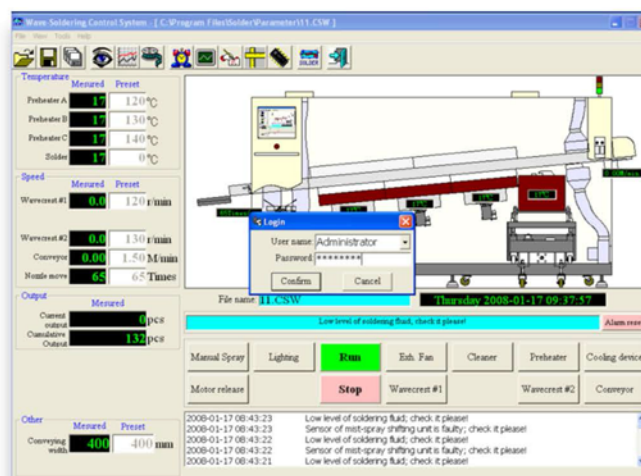 Wave-Soldering Control System - [ C:\Program Files\Solder\Parameter\11.CSW ]
File View Tools Help
SOLDER
Temperature
Mesured Preset
Preheater A 17 120 °C
Preheater B 17 130 °C
Preheater C 17 140 °C
Solder 17 0 °C
Speed
Mesured Preset
Wavecrest #1 0.0 120 r/min
Wavecrest #2 0.0 130 r/min
Conveyor 0.00 1.50 M/min
Nozzle move 65 65 Times
Output
Mesured
Current output 0 pcs
Cumulative Output 132 pcs
Other
Mesured Preset
Conveying width 400 400 mm
Login
User name: Administrator
Password: ********
Confirm Cancel
File name: 11.CSW Thursday 2008-01-17 09:37:57
Low level of soldering fluid, check it please! Alarm reset
Manual Spray Lighting Run Exh. Fan Cleaner Preheater Cooling device
Motor release Stop Wavecrest #1 Wavecrest #2 Conveyor
2008-01-17 08:43:23 Low level of soldering fluid; check it please!
2008-01-17 08:43:23 Sensor of mist-spray shifting unit is faulty; check it please!
2008-01-17 08:43:22 Low level of soldering fluid; check it please!
2008-01-17 08:43:22 Sensor of mist-spray shifting unit is faulty; check it please!
2008-01-17 08:43:21 Low level of soldering fluid; check it please!